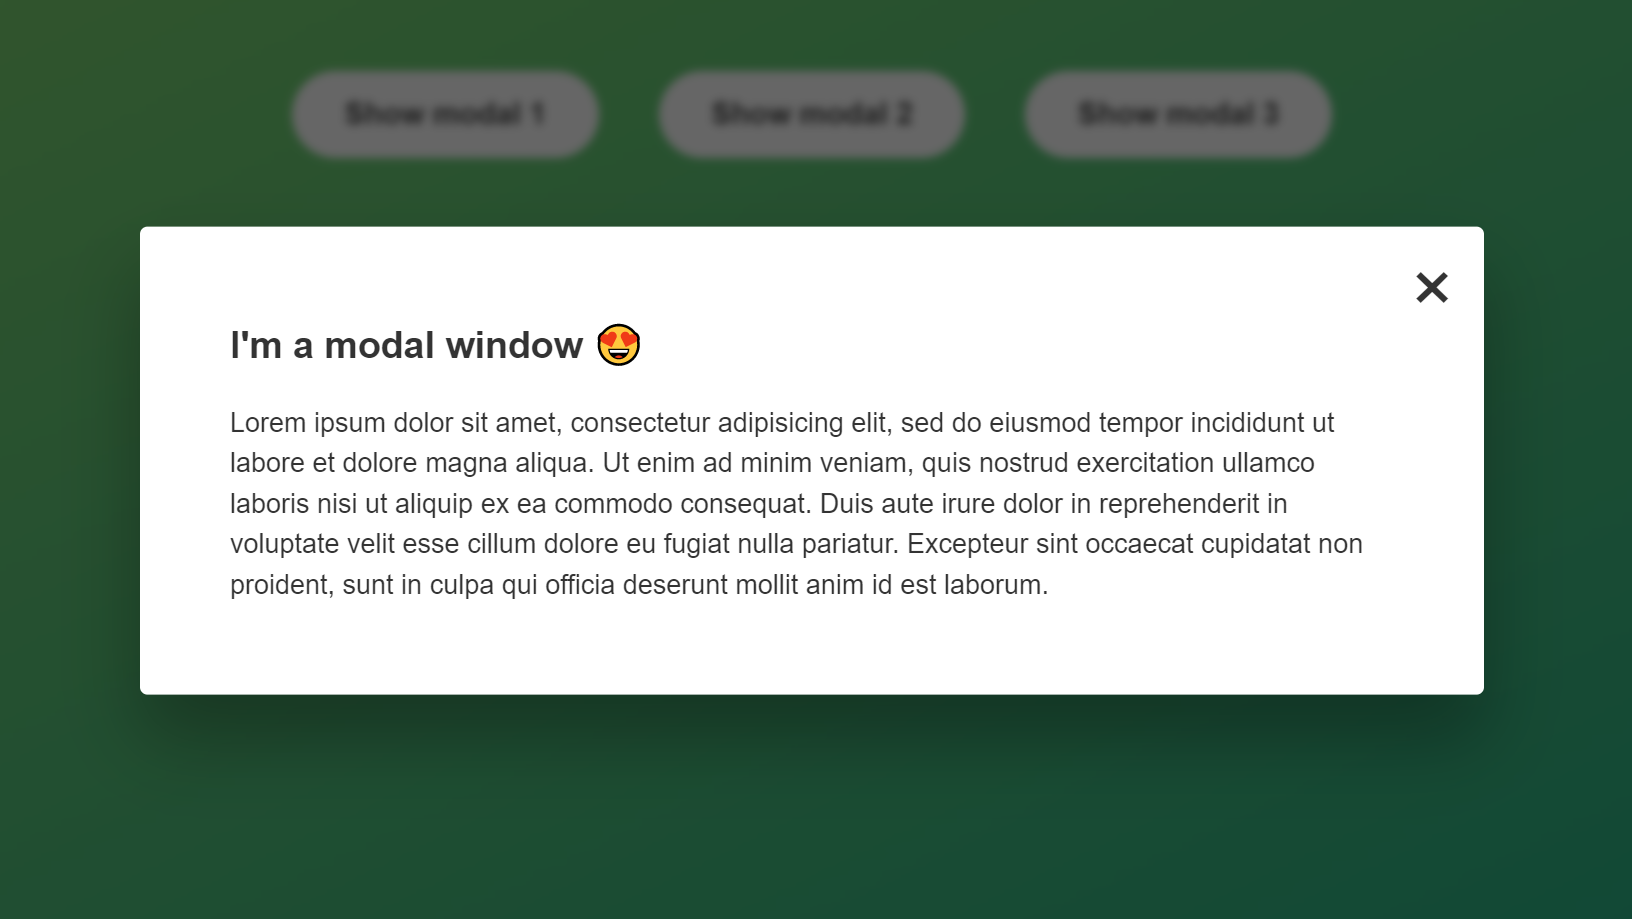 Show modal 1 Show modal 2 Show modal 3
×
I'm a modal window 😍
Lorem ipsum dolor sit amet, consectetur adipisicing elit, sed do eiusmod tempor incididunt ut
labore et dolore magna aliqua. Ut enim ad minim veniam, quis nostrud exercitation ullamco
laboris nisi ut aliquip ex ea commodo consequat. Duis aute irure dolor in reprehenderit in
voluptate velit esse cillum dolore eu fugiat nulla pariatur. Excepteur sint occaecat cupidatat non
proident, sunt in culpa qui officia deserunt mollit anim id est laborum.